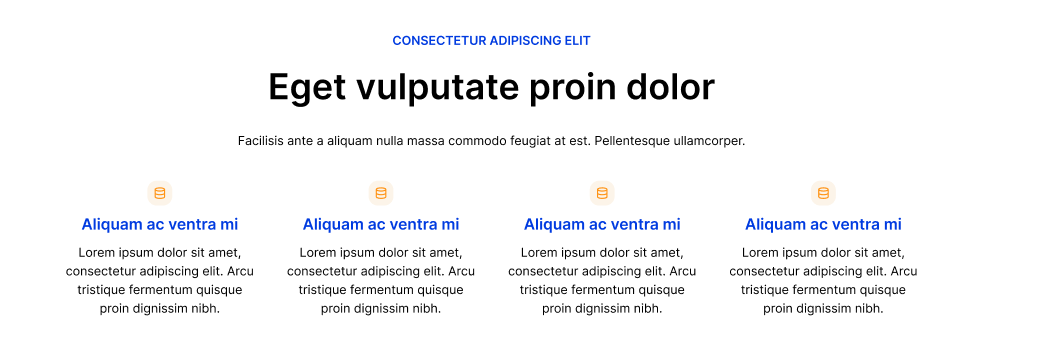 CONSECTETUR ADIPISCING ELIT
Eget vulputate proin dolor
Facilisis ante a aliquam nulla massa commodo feugiat at est. Pellentesque ullamcorper.
Aliquam ac ventra mi
Lorem ipsum dolor sit amet,
consectetur adipiscing elit. Arcu
tristique fermentum quisque
proin dignissim nibh.
Aliquam ac ventra mi
Lorem ipsum dolor sit amet,
consectetur adipiscing elit. Arcu
tristique fermentum quisque
proin dignissim nibh.
Aliquam ac ventra mi
Lorem ipsum dolor sit amet,
consectetur adipiscing elit. Arcu
tristique fermentum quisque
proin dignissim nibh.
Aliquam ac ventra mi
Lorem ipsum dolor sit amet,
consectetur adipiscing elit. Arcu
tristique fermentum quisque
proin dignissim nibh.